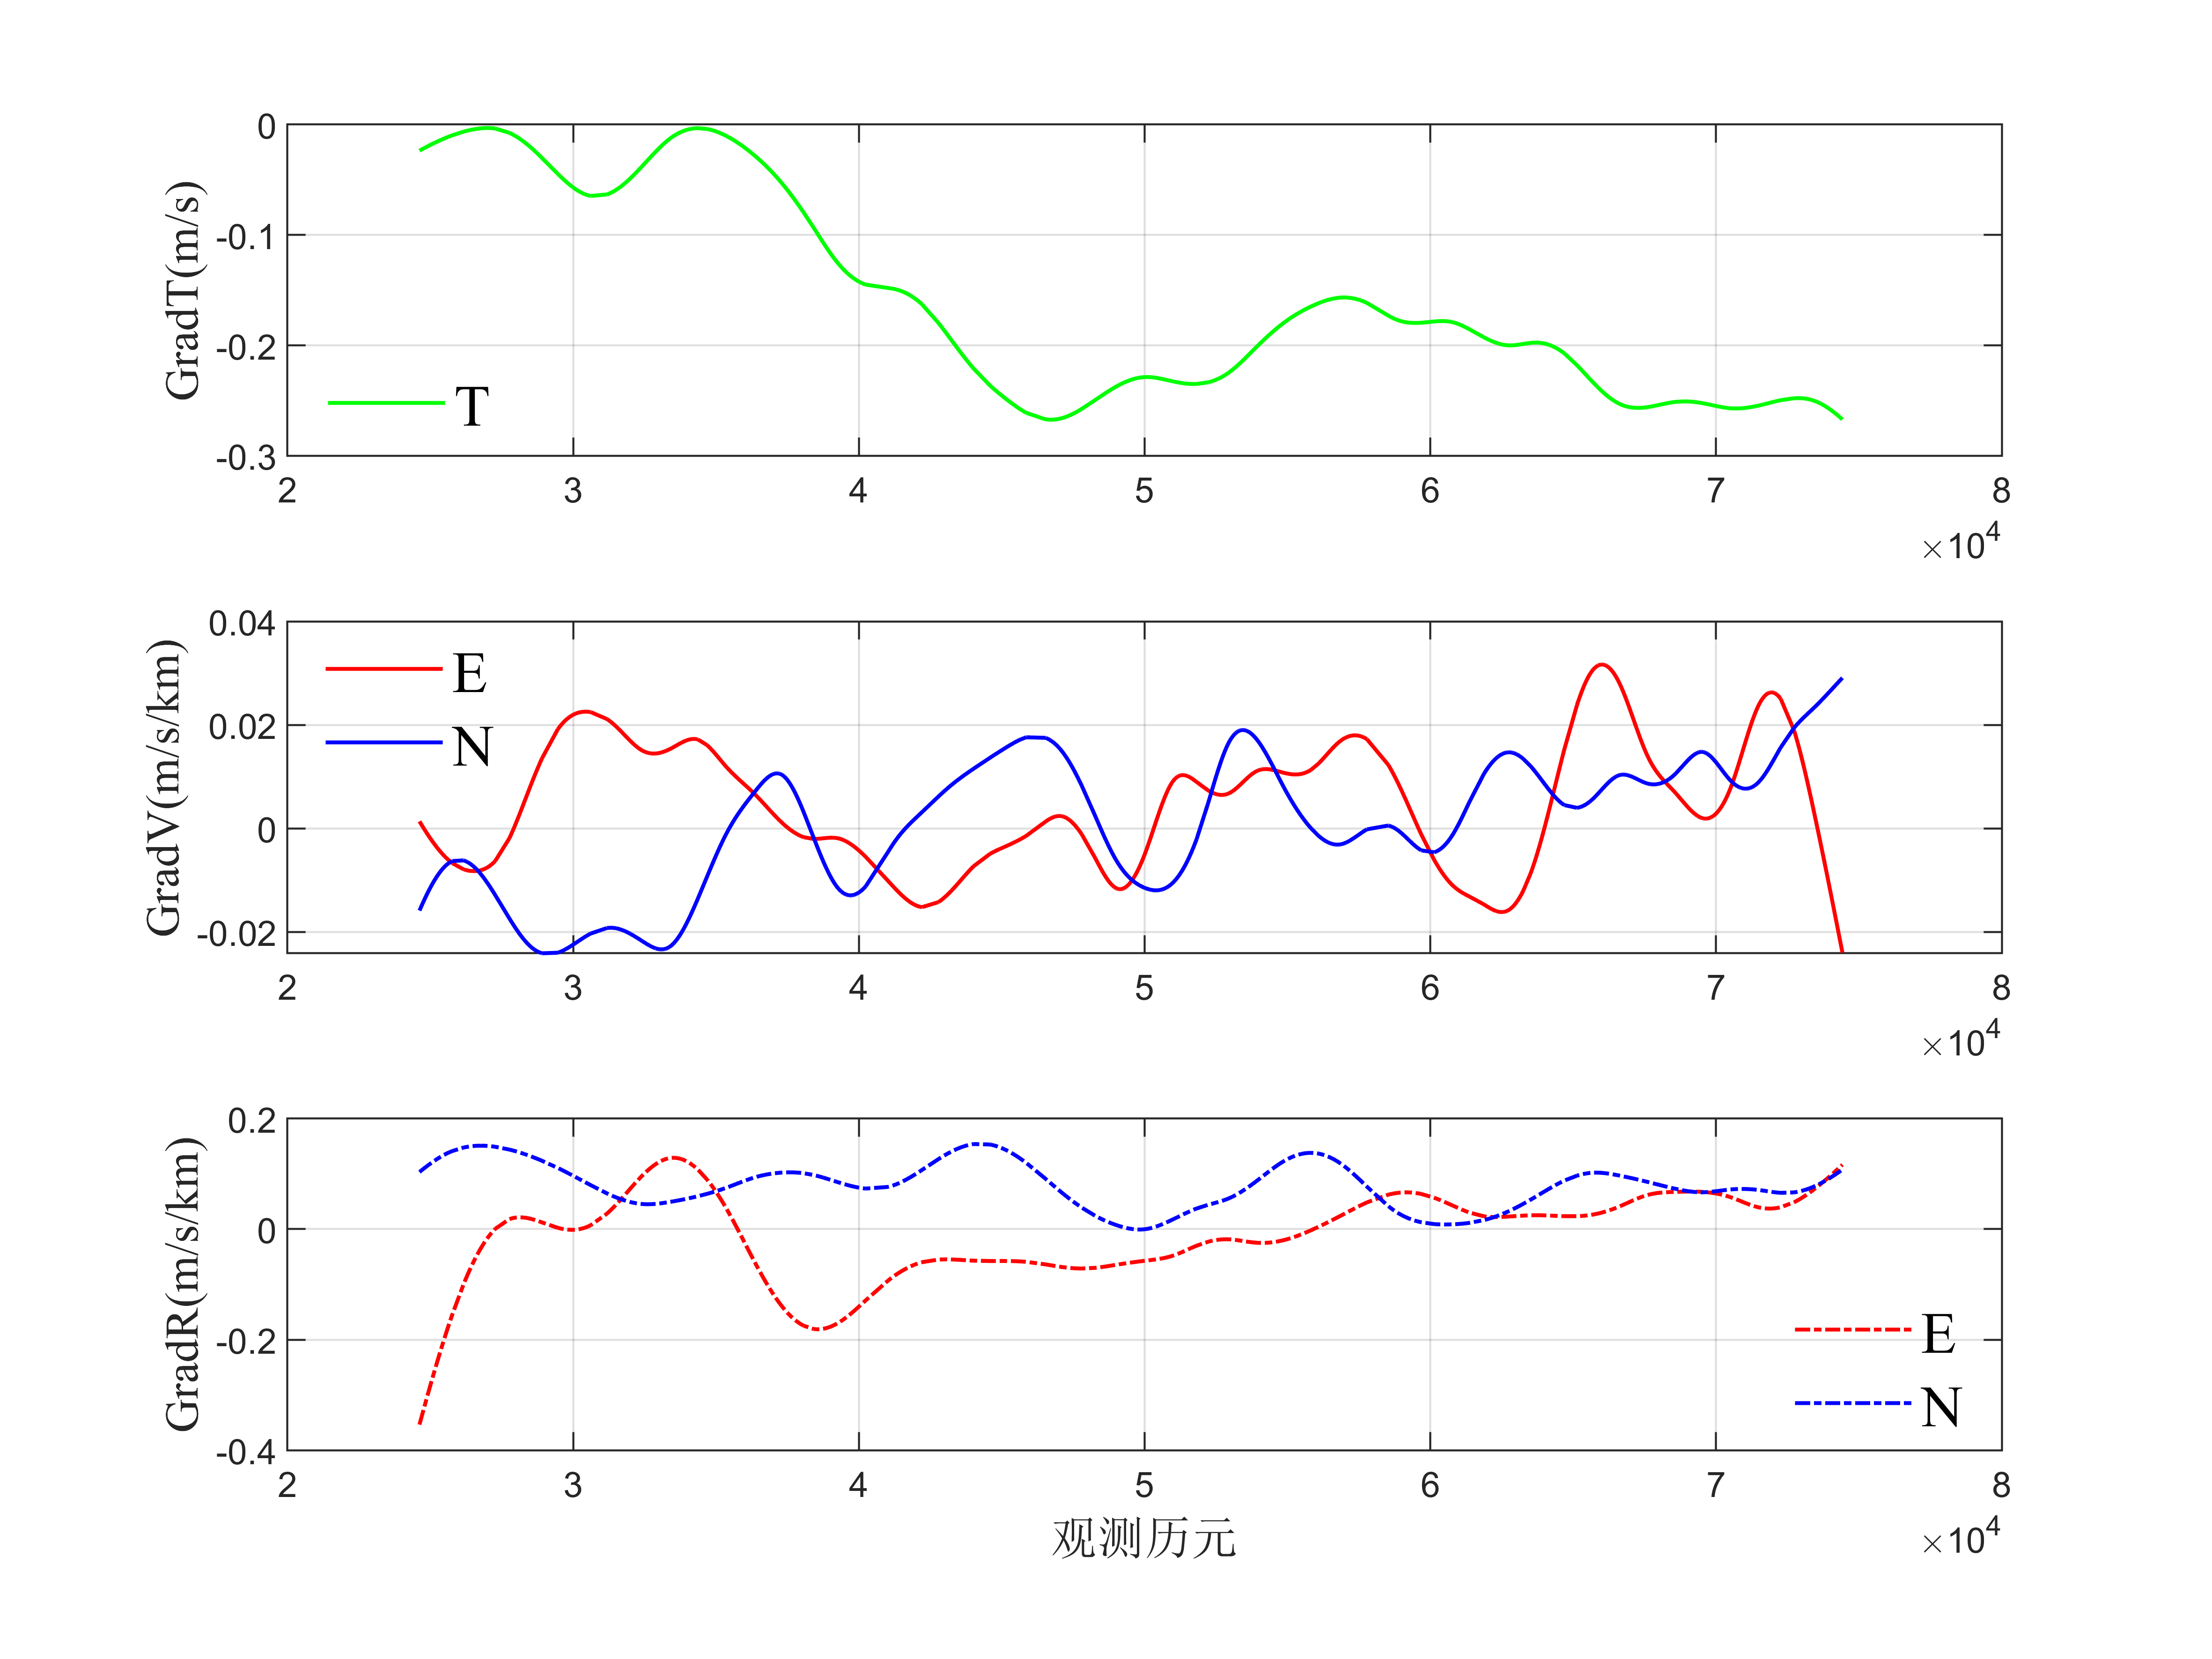 GradT(m/s)
0
-0.1
-0.2
-0.3
T
2 3 4 5 6 7 8
×10⁴
GradV(m/s/km)
0.04
0.02
0
-0.02
E
N
2 3 4 5 6 7 8
×10⁴
GradR(m/s/km)
0.2
0
-0.2
-0.4
E
N
2 3 4 5 6 7 8
观测历元
×10⁴